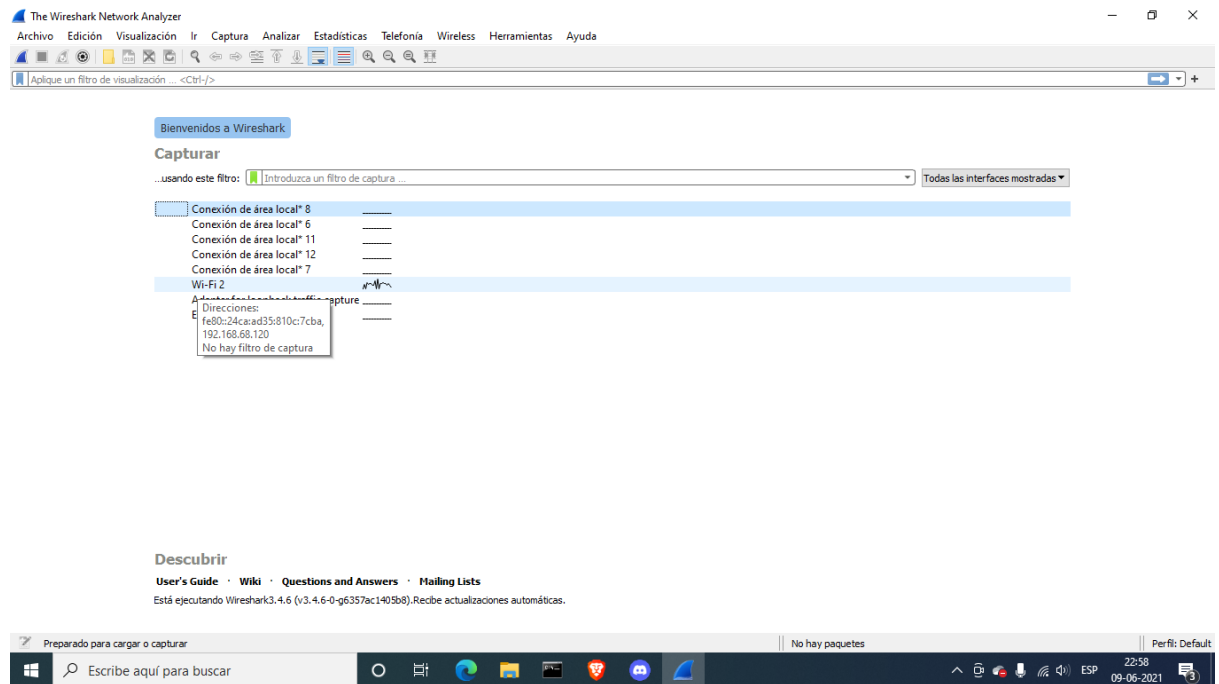 The Wireshark Network Analyzer
Archivo Edición Visualización Ir Captura Analizar Estadísticas Telefonía Wireless Herramientas Ayuda
Aplique un filtro de visualización ... <Ctrl-/>
Bienvenidos a Wireshark
Capturar
...usando este filtro: Introduzca un filtro de captura ... Todas las interfaces mostradas
Conexión de área local* 8
Conexión de área local* 6
Conexión de área local* 11
Conexión de área local* 12
Conexión de área local* 7
Wi-Fi 2
Adapter for loopback traffic capture
E
Direcciones:
fe80::24ca:ad35:810c:7cba,
192.168.68.120
No hay filtro de captura
Descubrir
User's Guide · Wiki · Questions and Answers · Mailing Lists
Está ejecutando Wireshark3.4.6 (v3.4.6-0-g6357ac1405b8).Recibe actualizaciones automáticas.
Preparado para cargar o capturar No hay paquetes Perfil: Default
Escribe aquí para buscar ESP 22:58
09-06-2021 3